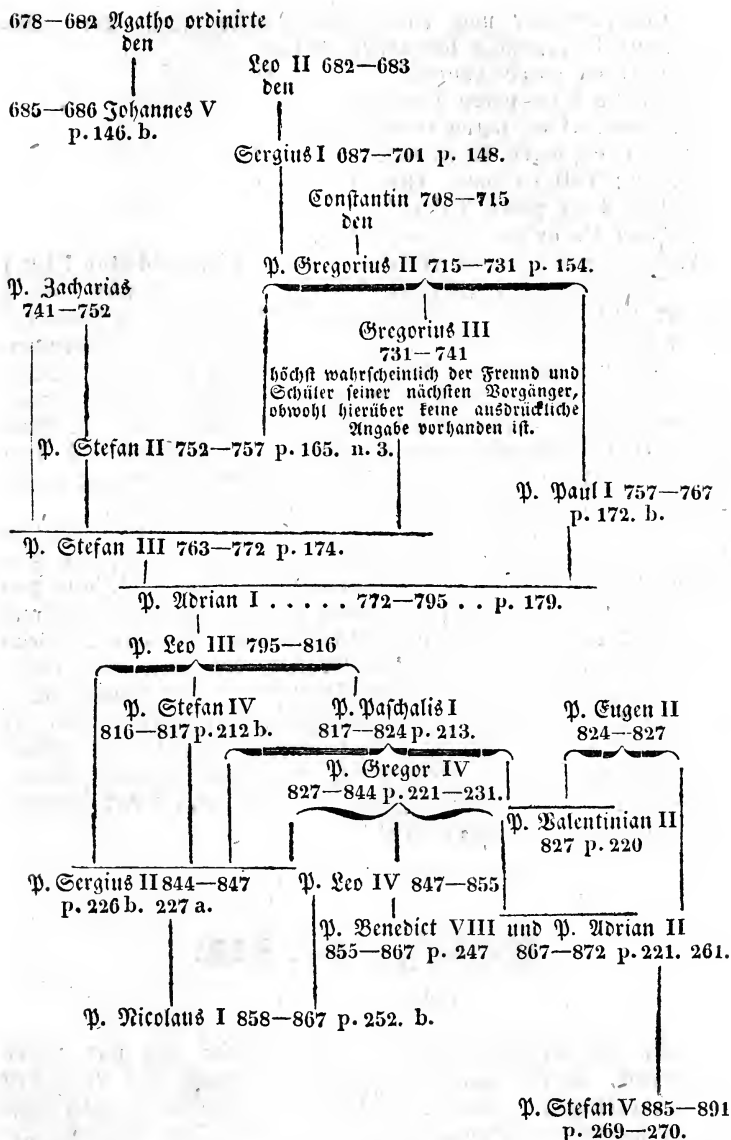 678—682 Agatho ordinirte
den
Leo II 682—683
den
685—686 Johannes V
p. 146. b.
Sergius I 687—701 p. 148.
Constantin 708—715
den
P. Gregorius II 715—731 p. 154.
P. Zacharias
741—752
Gregorius III
731—741
höchst wahrscheinlich der Freund und
Schüler seiner nächsten Vorgänger,
obwohl hierüber keine ausdrückliche
Angabe vorhanden ist.
P. Stefan II 752—757 p. 165. n. 3.
P. Paul I 757—767
p. 172. b.
P. Stefan III 763—772 p. 174.
P. Adrian I . . . . . 772—795 . . p. 179.
P. Leo III 795—816
P. Stefan IV
816—817 p. 212 b.
P. Paschalis I
817—824 p. 213.
P. Eugen II
824—827
P. Gregor IV
827—844 p. 221—231.
P. Valentinian II
827 p. 220
P. Sergius II 844—847
p. 226 b. 227 a.
P. Leo IV 847—855
P. Benedict VIII und P. Adrian II
855—867 p. 247 867—872 p. 221. 261.
P. Nicolaus I 858—867 p. 252. b.
P. Stefan V 885—891
p. 269—270.